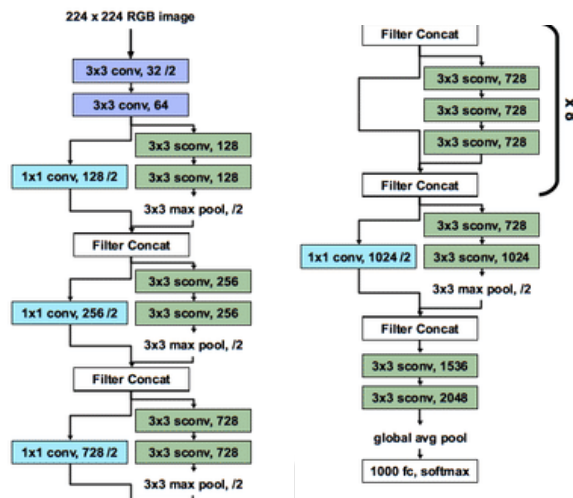 224 x 224 RGB image
3x3 conv, 32 /2
3x3 conv, 64
3x3 sconv, 128
1x1 conv, 128 /2
3x3 sconv, 128
3x3 max pool, /2
Filter Concat
3x3 sconv, 256
1x1 conv, 256 /2
3x3 sconv, 256
3x3 max pool, /2
Filter Concat
3x3 sconv, 728
1x1 conv, 728 /2
3x3 sconv, 728
3x3 max pool, /2
Filter Concat
3x3 sconv, 728
3x3 sconv, 728
3x3 sconv, 728
Filter Concat
3x3 sconv, 728
1x1 conv, 1024 /2
3x3 sconv, 1024
3x3 max pool, /2
Filter Concat
3x3 sconv, 1536
3x3 sconv, 2048
global avg pool
1000 fc, softmax